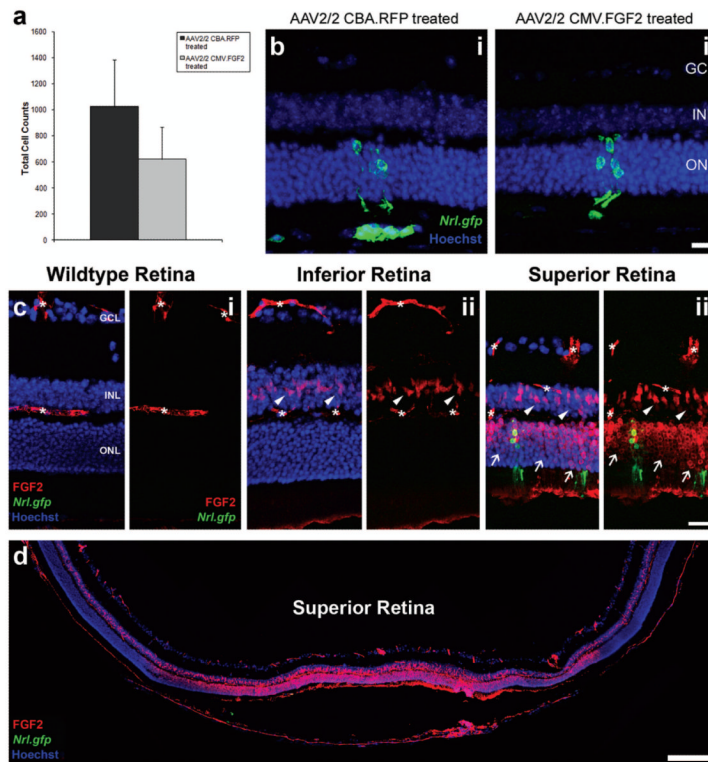 a
AAV2/2 CBA.RFP treated
AAV2/2 CMV.FGF2 treated
Total Cell Counts
1600
1400
1200
1000
800
600
400
200
0
AAV2/2 CBA.RFP treated
AAV2/2 CMV.FGF2 treated
b
i
i
GC
IN
ON
Nrl.gfp
Hoechst
Wildtype Retina
Inferior Retina
Superior Retina
c
i
ii
ii
GCL
INL
ONL
FGF2
Nrl.gfp
Hoechst
FGF2
Nrl.gfp
d
Superior Retina
FGF2
Nrl.gfp
Hoechst